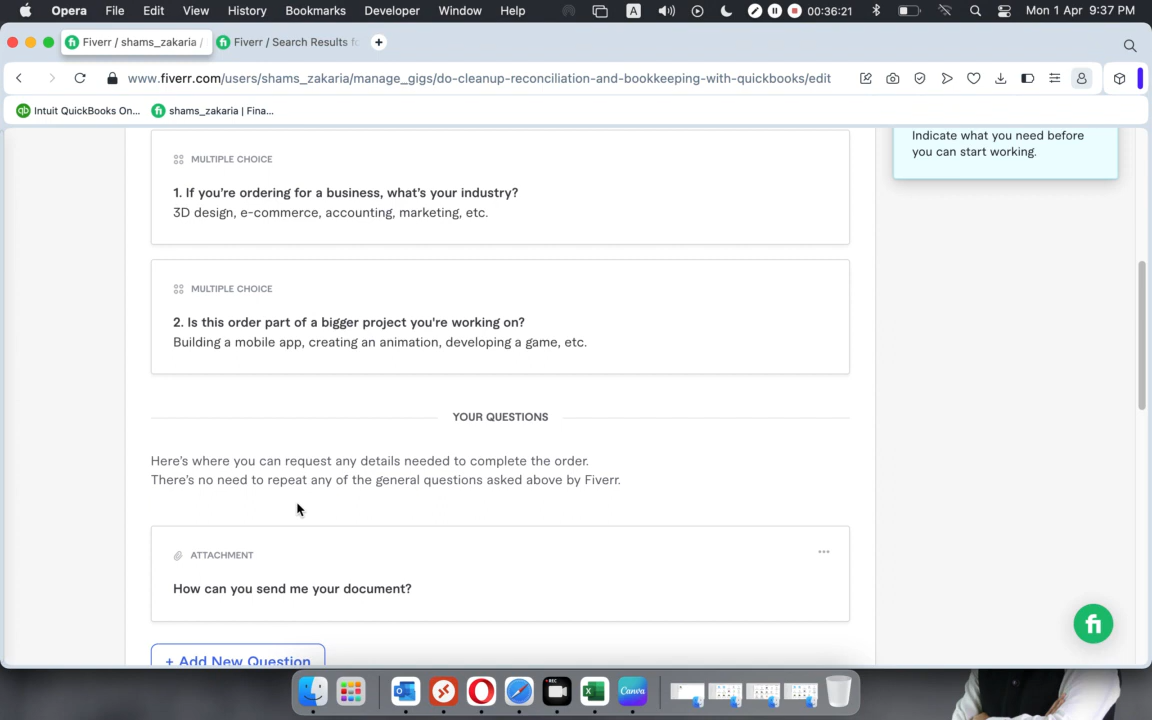 Opera File Edit View History Bookmarks Developer Window Help A 00:36:21 Mon 1 Apr 9:37 PM
Fiverr / shams_zakaria / Fiverr / Search Results fo +
www.fiverr.com/users/shams_zakaria/manage_gigs/do-cleanup-reconciliation-and-bookkeeping-with-quickbooks/edit
qb Intuit QuickBooks On... fi shams_zakaria | Fina...
Indicate what you need before
you can start working.
MULTIPLE CHOICE
1. If you're ordering for a business, what's your industry?
3D design, e-commerce, accounting, marketing, etc.
MULTIPLE CHOICE
2. Is this order part of a bigger project you're working on?
Building a mobile app, creating an animation, developing a game, etc.
YOUR QUESTIONS
Here's where you can request any details needed to complete the order.
There's no need to repeat any of the general questions asked above by Fiverr.
ATTACHMENT
How can you send me your document?
+ Add New Question
fi
REC
Canva